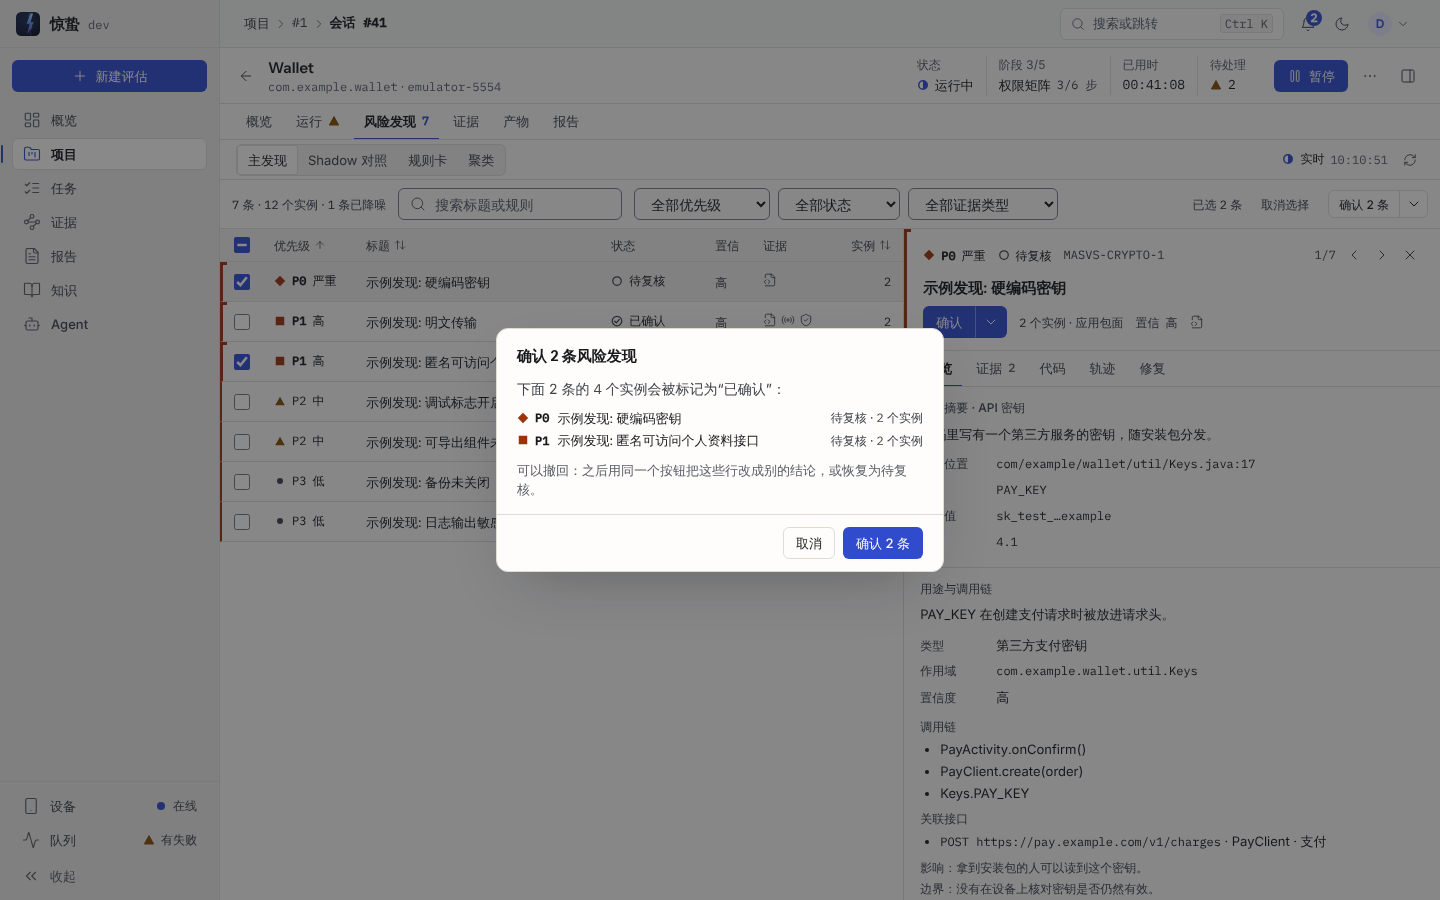 惊蛰 dev
项目 #1 会话 #41
搜索或跳转 Ctrl K
2
D
新建评估
概览
项目
任务
证据
报告
知识
Agent
设备 在线
队列 有失败
收起
Wallet
com.example.wallet · emulator-5554
状态 阶段 3/5 已用时 待处理
运行中 权限矩阵 3/6 步 00:41:08 2
暂停
概览 运行 风险发现 7 证据 产物 报告
主发现 Shadow 对照 规则卡 聚类
实时 10:10:51
7 条 · 12 个实例 · 1 条已降噪 搜索标题或规则 全部优先级 全部状态 全部证据类型
已选 2 条 取消选择 确认 2 条
优先级 标题 状态 置信 证据 实例
P0 严重 示例发现: 硬编码密钥 待复核 高 2
P1 高 示例发现: 明文传输 已确认 高 2
P1 高 示例发现: 匿名可访问
P2 中 示例发现: 调试标志开
P2 中 示例发现: 可导出组件
P3 低 示例发现: 备份未关闭
P3 低 示例发现: 日志输出敏
确认 2 条风险发现
下面 2 条的 4 个实例会被标记为“已确认”：
P0 示例发现: 硬编码密钥 待复核 · 2 个实例
P1 示例发现: 匿名可访问个人资料接口 待复核 · 2 个实例
可以撤回：之后用同一个按钮把这些行改成别的结论，或恢复为待复
核。
取消 确认 2 条
P0 严重 待复核 MASVS-CRYPTO-1 1/7
示例发现: 硬编码密钥
确认 2 个实例 · 应用包面 置信 高
览 证据 2 代码 轨迹 修复
摘要 · API 密钥
里写有一个第三方服务的密钥，随安装包分发。
位置 com/example/wallet/util/Keys.java:17
PAY_KEY
值 sk_test_…example
4.1
用途与调用链
PAY_KEY 在创建支付请求时被放进请求头。
类型 第三方支付密钥
作用域 com.example.wallet.util.Keys
置信度 高
调用链
PayActivity.onConfirm()
PayClient.create(order)
Keys.PAY_KEY
关联接口
POST https://pay.example.com/v1/charges · PayClient · 支付
影响：拿到安装包的人可以读到这个密钥。
边界：没有在设备上核对密钥是否仍然有效。